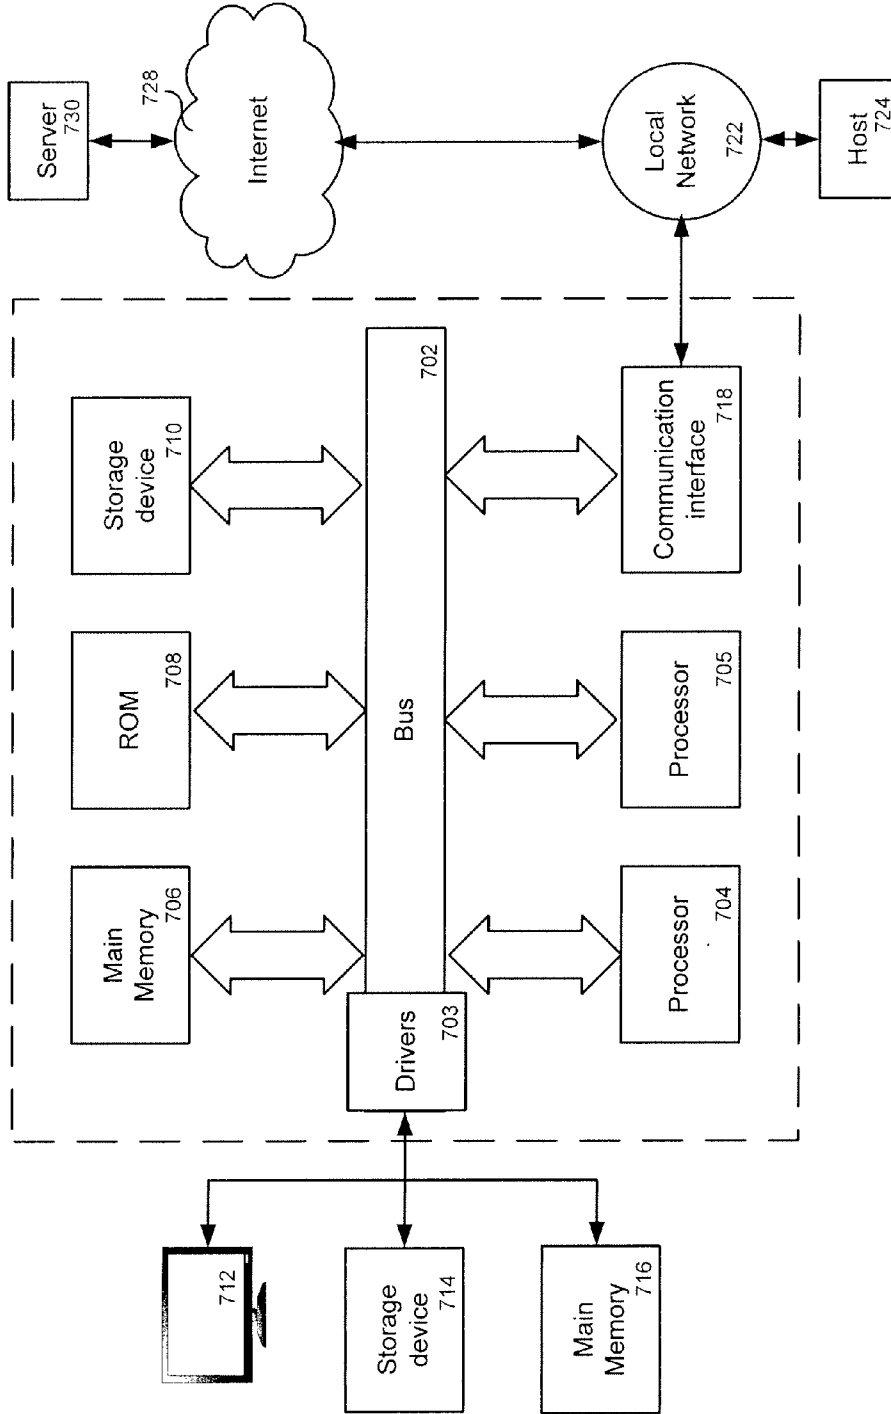 Main
Memory
706
ROM
708
Storage
device
710
Server
730
728
Internet
712
Storage
device
714
Drivers
703
Bus
702
Main
Memory
716
Processor
704
Processor
705
Communication
interface
718
Local
Network
722
Host
724